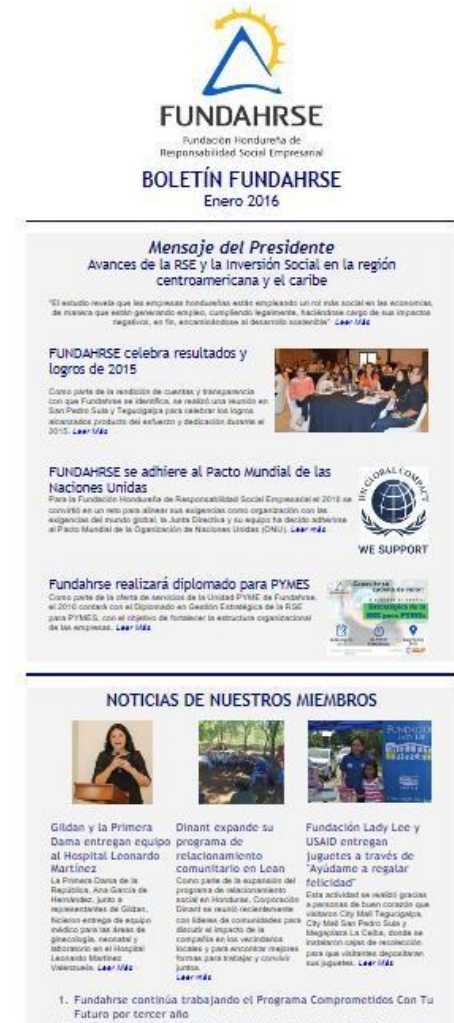 FUNDAHRSE
Fundación Hondureña de
Responsabilidad Social Empresarial
BOLETÍN FUNDAHRSE
Enero 2016
Mensaje del Presidente
Avances de la RSE y la Inversión Social en la región
centroamericana y el caribe
"El estudio revela que las empresas hondureñas están empleando un rol más social en las economías,
de manera que están generando empleo, cumpliendo legalmente, haciéndose cargo de sus impactos
negativos, en fin, encaminándose al desarrollo sostenible" Leer Más
FUNDAHRSE celebra resultados y
logros de 2015
Como parte de la rendición de cuentas y transparencia
con que Fundahrse se identifica, se realizó una reunión en
San Pedro Sula y Tegucigalpa para celebrar los logros
alcanzados producto del esfuerzo y dedicación durante el
2015. Leer Más
FUNDAHRSE se adhiere al Pacto Mundial de las
Naciones Unidas
Para la Fundación Hondureña de Responsabilidad Social Empresarial el 2016 se
convirtió en un reto para alinear sus exigencias como organización con las
exigencias del mundo global, la Junta Directiva y su equipo ha decido adherirse
al Pacto Mundial de la Oganización de Naciones Unidas (ONU). Leer más
UN GLOBAL COMPACT
WE SUPPORT
Fundahrse realizará diplomado para PYMES
Como parte de la oferta de servicios de la Unidad PYME de Fundahrse,
el 2016 contará con el Diplomado en Gestión Estratégica de la RSE
para PYMES, con el objetivo de fortalecer la estructura organizacional
de las empresas. Leer Más
Estratégica de la
RSE para PYMEs
NOTICIAS DE NUESTROS MIEMBROS
FUNDACION
LADY LEE
Gildan y la Primera
Dama entregan equipo
al Hospital Leonardo
Martínez
La Primera Dama de la
República, Ana García de
Hernández, junto a
representantes de Gildan,
hicieron entrega de equipo
médico para las áreas de
ginecología, neonatal y
laboratorio en el Hospital
Leonardo Martínez
Valenzuela. Leer Más
Dinant expande su
programa de
relacionamiento
comunitario en Lean
Como parte de la expansión del
programa de relacionamiento
social en Honduras, Corporación
Dinant se reunió recientemente
con líderes de comunidades para
discutir el impacto de la
compañía en los vecindarios
locales y para encontrar mejores
formas para trabajar y convivir
juntos.
Leer más
Fundación Lady Lee y
USAID entregan
juguetes a través de
"Ayúdame a regalar
felicidad"
Esta actividad se realizó gracias
a personas de buen corazón que
visitaron City Mall Tegucigalpa,
City Mall San Pedro Sula y
Megaplaza La Ceiba, donde se
instalaron cajas de recolección
para que visitantes depositaran
sus juguetes. Leer Más
1. Fundahrse continúa trabajando el Programa Comprometidos Con Tu
Futuro por tercer año